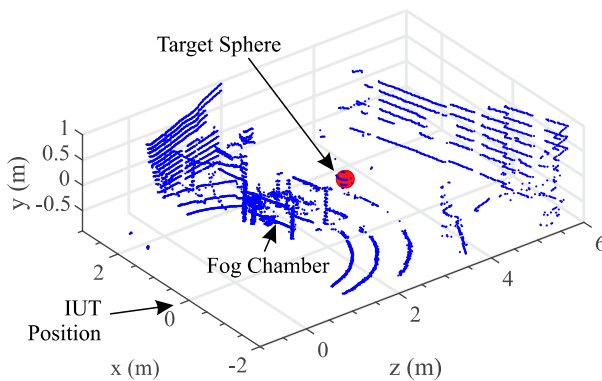 Target Sphere
1
0.5
0
-0.5
y (m)
Fog Chamber
IUT
Position
2
0
-2
x (m)
0
2
4
6
z (m)